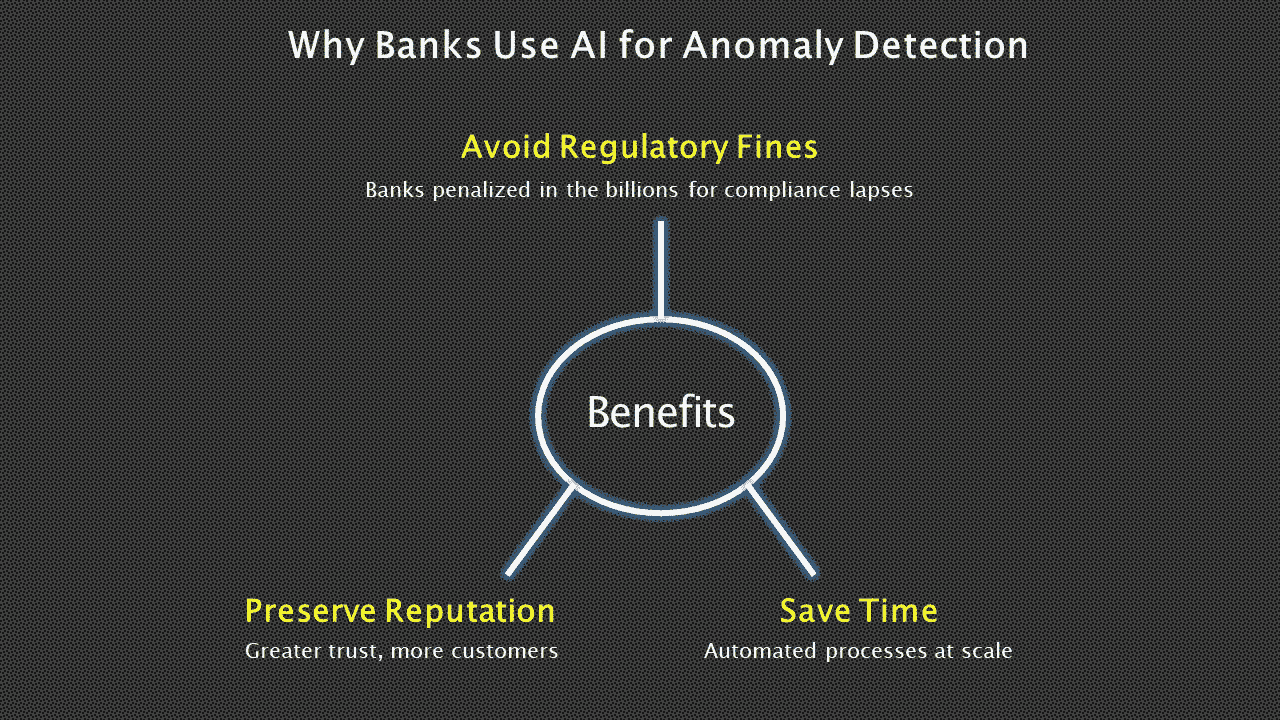 Why Banks Use AI for Anomaly Detection
Avoid Regulatory Fines
Banks penalized in the billions for compliance lapses
Benefits
Preserve Reputation
Greater trust, more customers
Save Time
Automated processes at scale